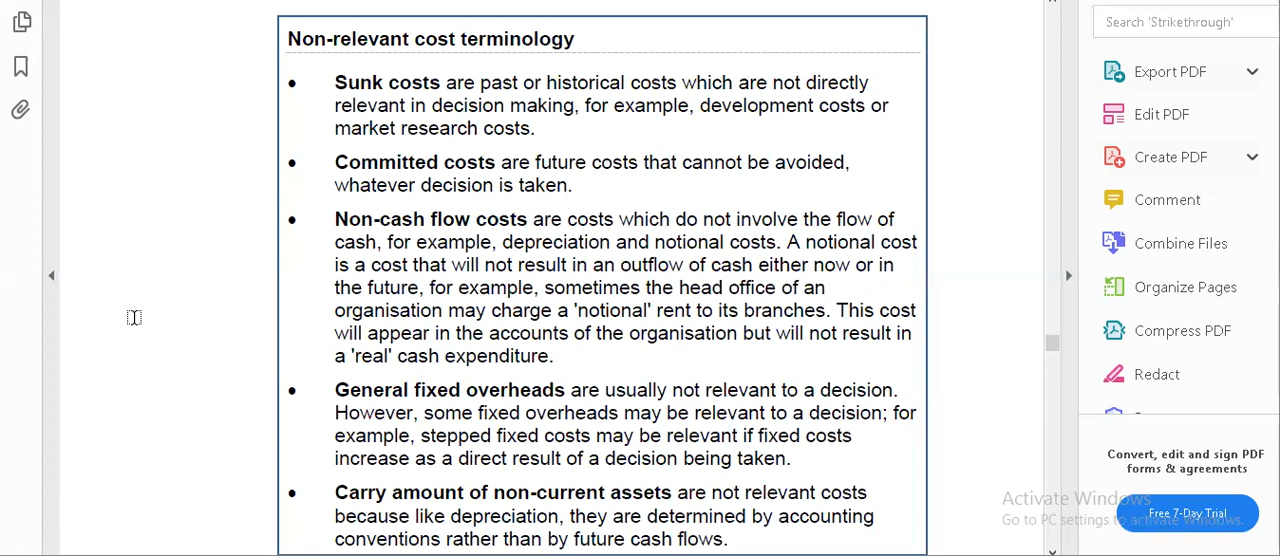 Non-relevant cost terminology
• Sunk costs are past or historical costs which are not directly
relevant in decision making, for example, development costs or
market research costs.
• Committed costs are future costs that cannot be avoided,
whatever decision is taken.
• Non-cash flow costs are costs which do not involve the flow of
cash, for example, depreciation and notional costs. A notional cost
is a cost that will not result in an outflow of cash either now or in
the future, for example, sometimes the head office of an
organisation may charge a 'notional' rent to its branches. This cost
will appear in the accounts of the organisation but will not result in
a 'real' cash expenditure.
• General fixed overheads are usually not relevant to a decision.
However, some fixed overheads may be relevant to a decision; for
example, stepped fixed costs may be relevant if fixed costs
increase as a direct result of a decision being taken.
• Carry amount of non-current assets are not relevant costs
because like depreciation, they are determined by accounting
conventions rather than by future cash flows.
Search 'Strikethrough'
Export PDF
Edit PDF
Create PDF
Comment
Combine Files
Organize Pages
Compress PDF
Redact
Convert, edit and sign PDF
forms & agreements
Free 7-Day Trial
Activate Windows
Go to PC settings to activate Windows.